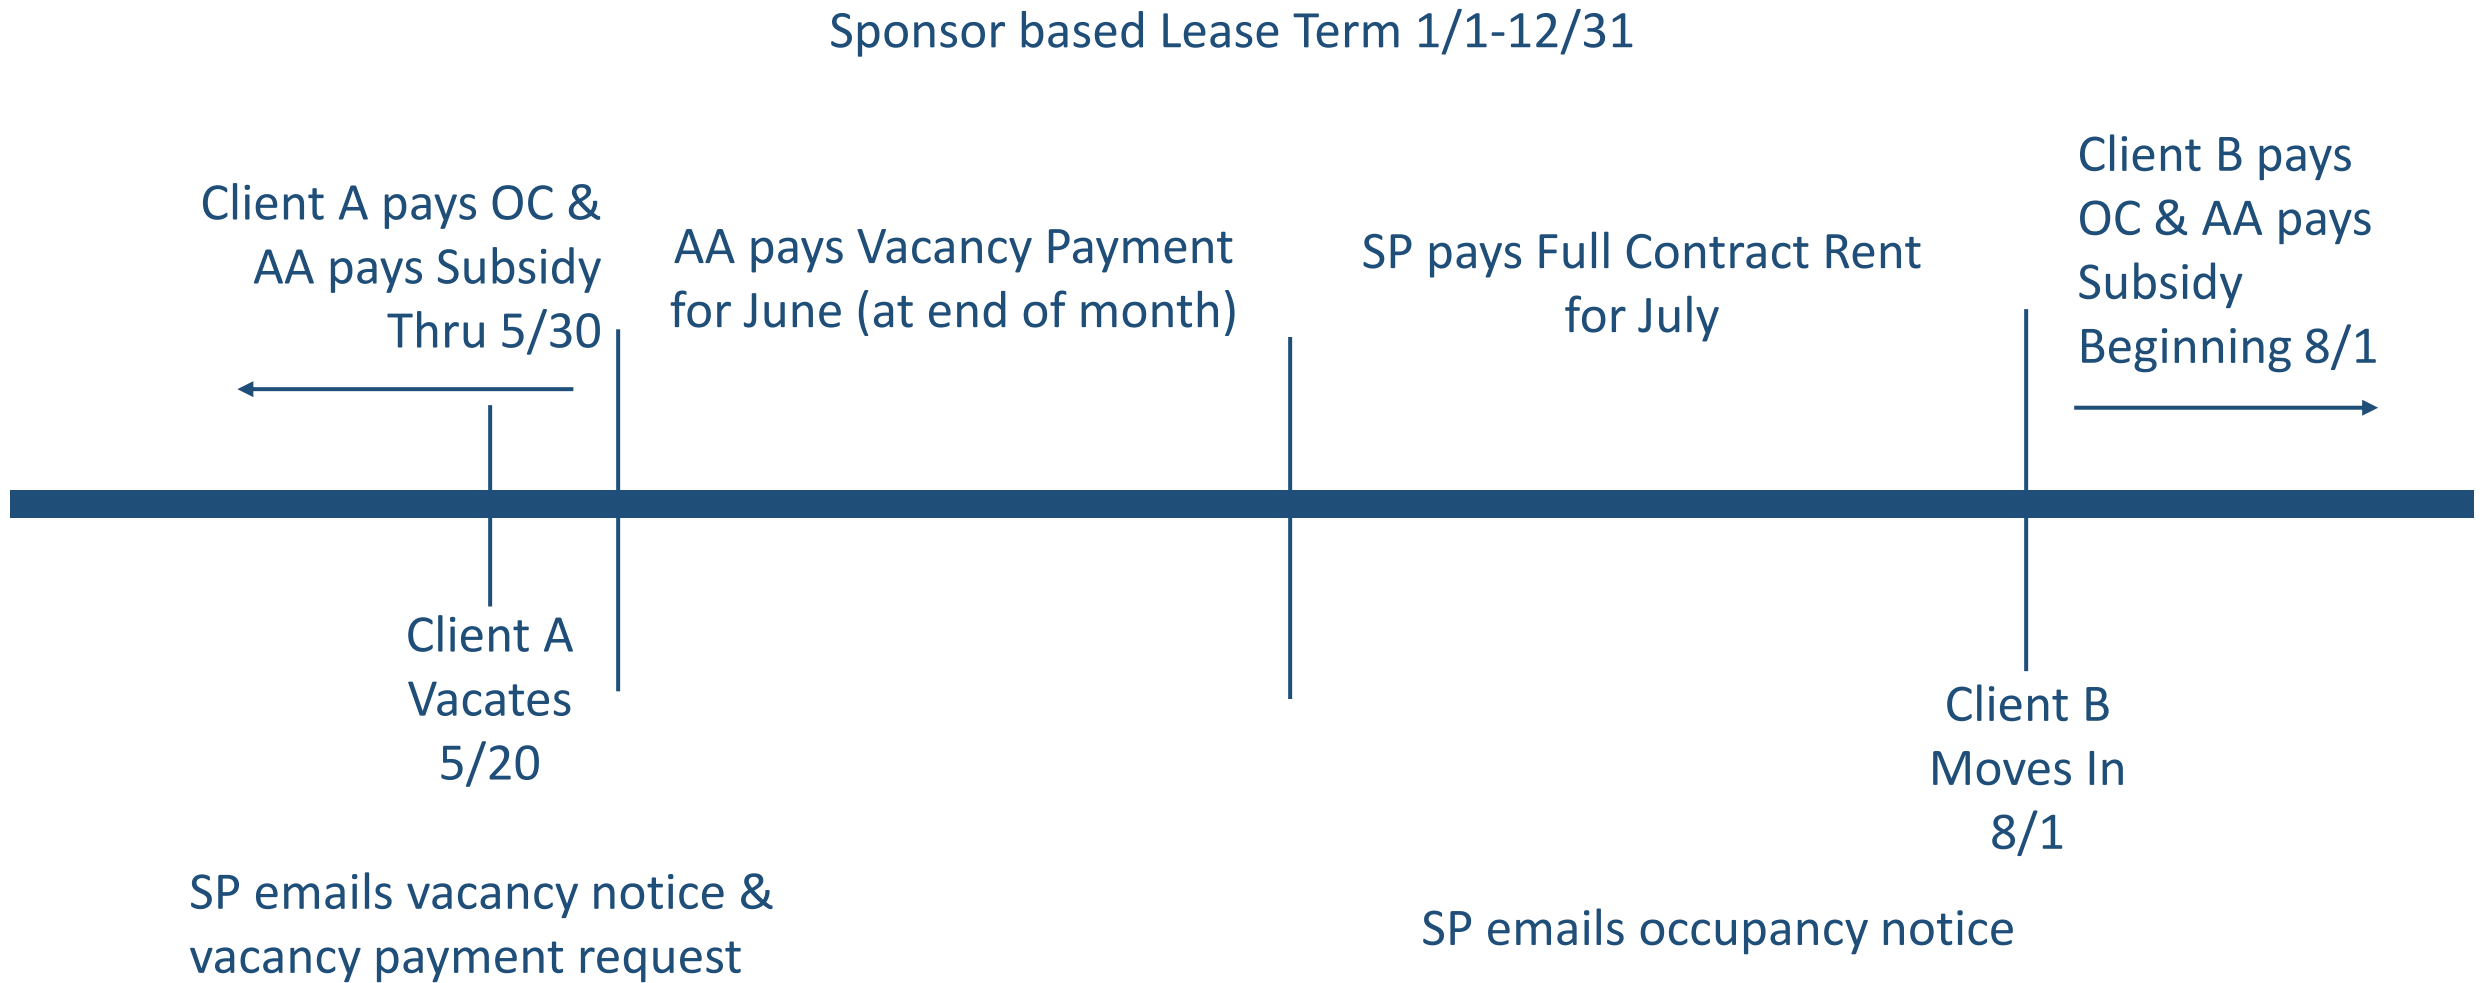 Sponsor based Lease Term 1/1-12/31
Client A pays OC &
AA pays Subsidy
Thru 5/30
AA pays Vacancy Payment
for June (at end of month)
SP pays Full Contract Rent
for July
Client B pays
OC & AA pays
Subsidy
Beginning 8/1
Client A
Vacates
5/20
Client B
Moves In
8/1
SP emails vacancy notice &
vacancy payment request
SP emails occupancy notice